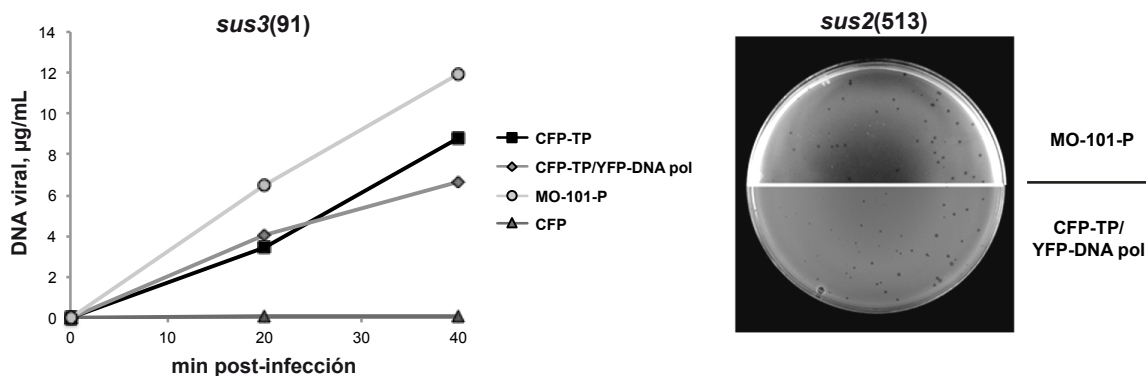 sus3(91)
DNA viral, µg/mL
14
12
10
8
6
4
2
0
0
10
20
30
40
min post-infección
CFP-TP
CFP-TP/YFP-DNA pol
MO-101-P
CFP
sus2(513)
MO-101-P
CFP-TP/
YFP-DNA pol